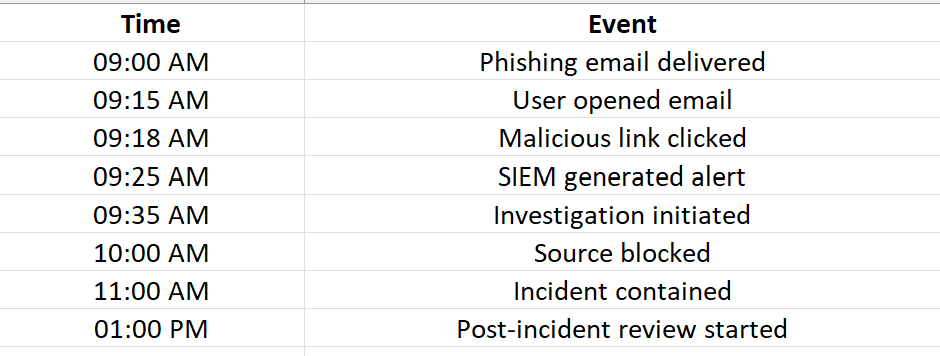 Time Event
09:00 AM Phishing email delivered
09:15 AM User opened email
09:18 AM Malicious link clicked
09:25 AM SIEM generated alert
09:35 AM Investigation initiated
10:00 AM Source blocked
11:00 AM Incident contained
01:00 PM Post-incident review started